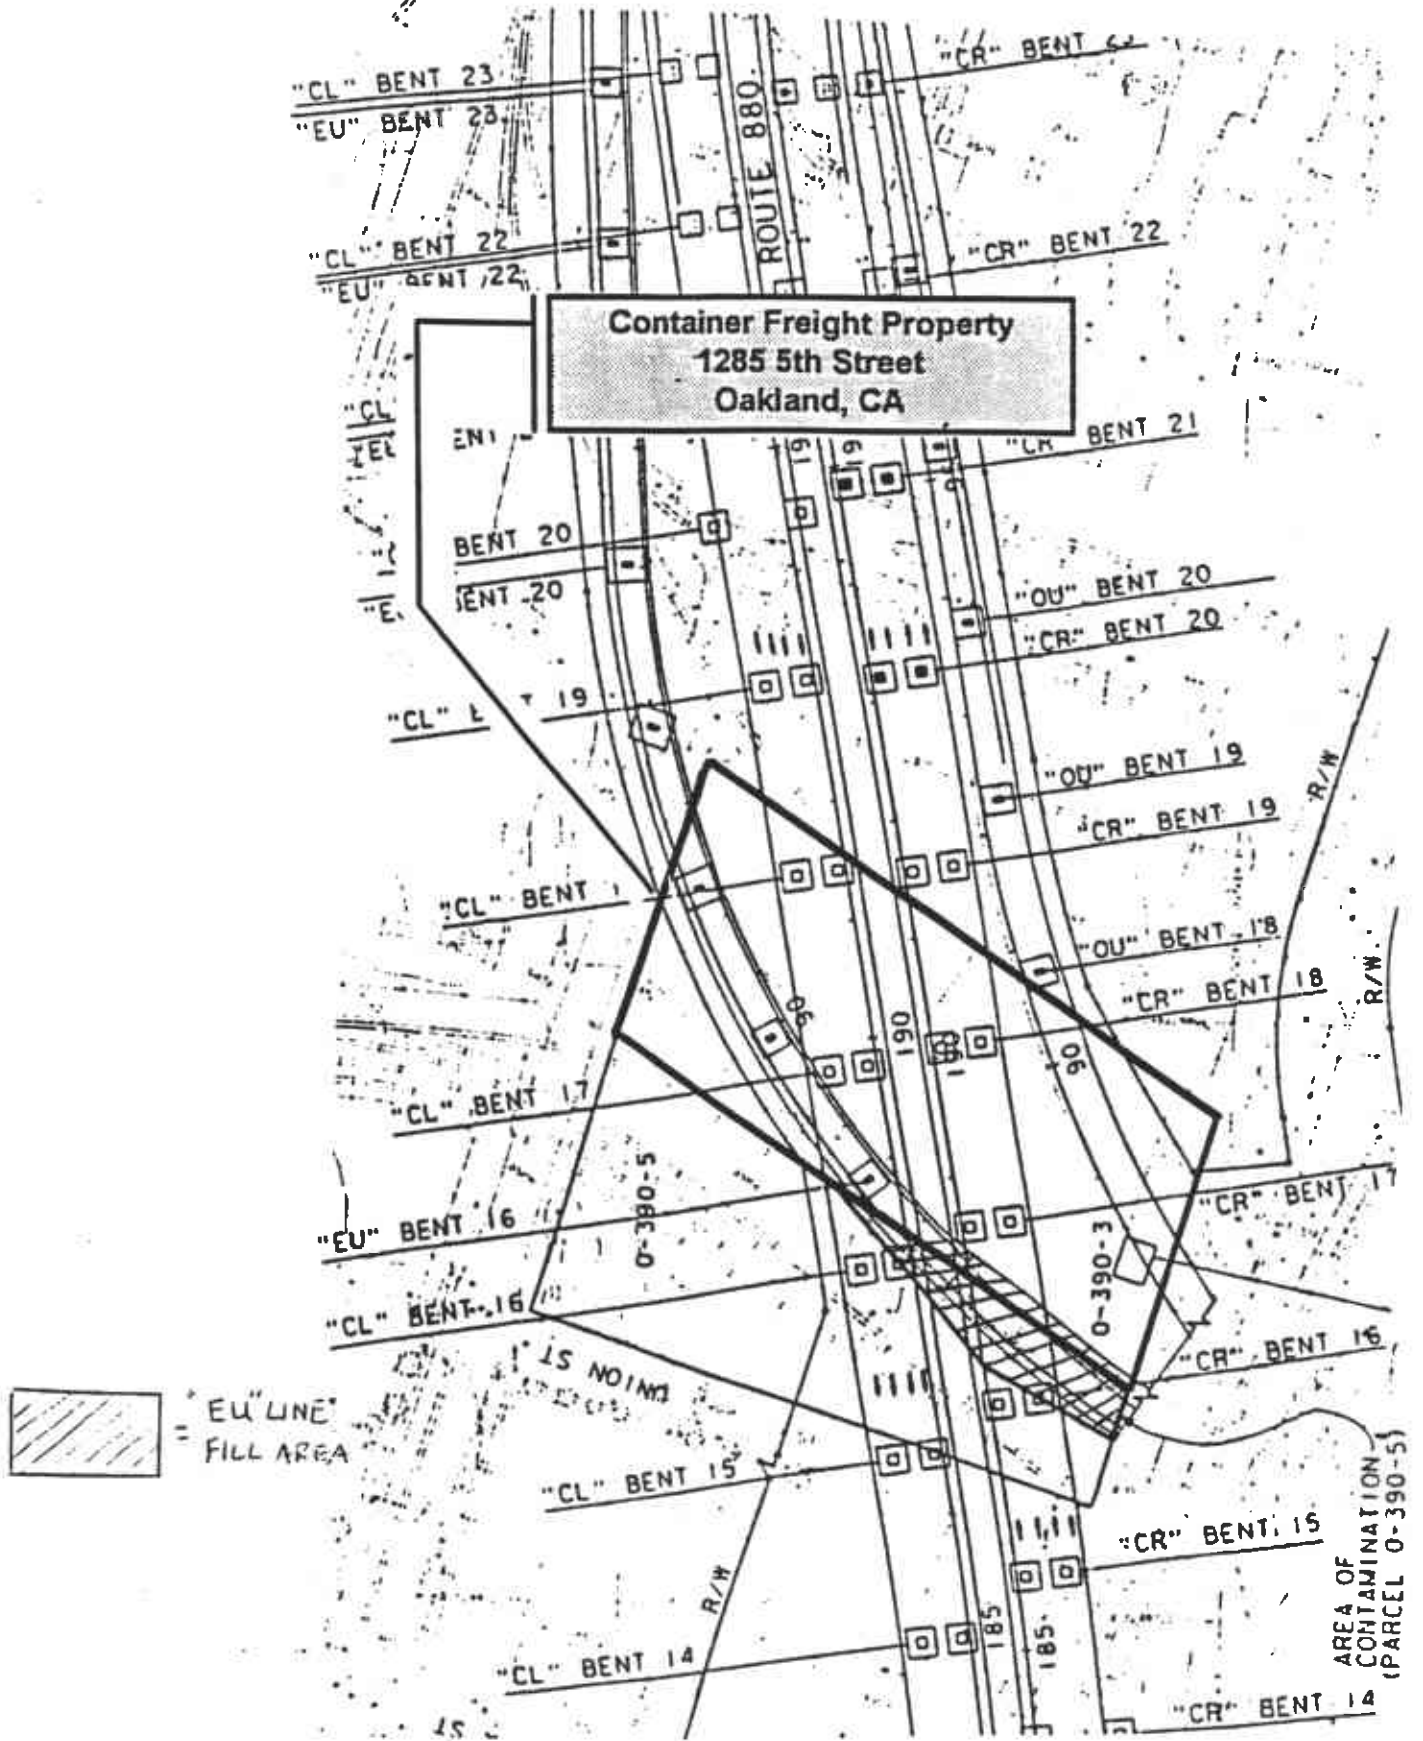 "CL" BENT 23
"EU" BENT 23
"CR" BENT
ROUTE 880
"CL" BENT 22
"EU" BENT 22
"CR" BENT 22
Container Freight Property
1285 5th Street
Oakland, CA
"CL
"CR" BENT 21
BENT 20
BENT 20
"OU" BENT 20
"CR" BENT 20
"CL"
19
"OU" BENT 19
"CR" BENT 19
R/W
"CL" BENT
"OU" BENT 18
"CR" BENT 18
R/W
90
190
190
90
"CL" BENT 17
0-390-5
"CR" BENT 17
"EU" BENT 16
0-390-3
"CL" BENT 16
"CR" BENT 16
UNION ST
= "EU" LINE
FILL AREA
"CL" BENT 15
"CR" BENT 15
AREA OF
CONTAMINATION
(PARCEL 0-390-5)
R/W
185
185
"CL" BENT 14
"CR" BENT 14
ST